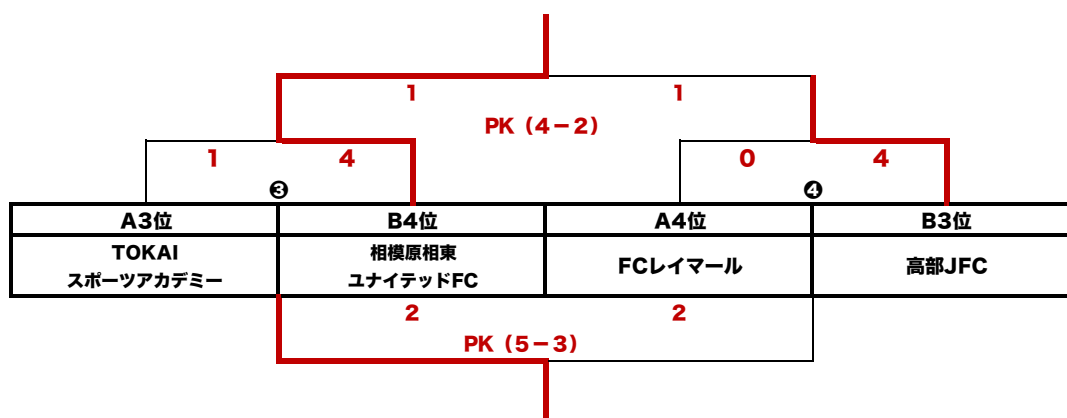 1 1
PK(4-2)
1 4 0 4
❸ ❹
A3位 B4位 A4位 B3位
TOKAI
スポーツアカデミー
相模原相東
ユナイテッドFC
FCレイマール
高部JFC
2 2
PK(5-3)